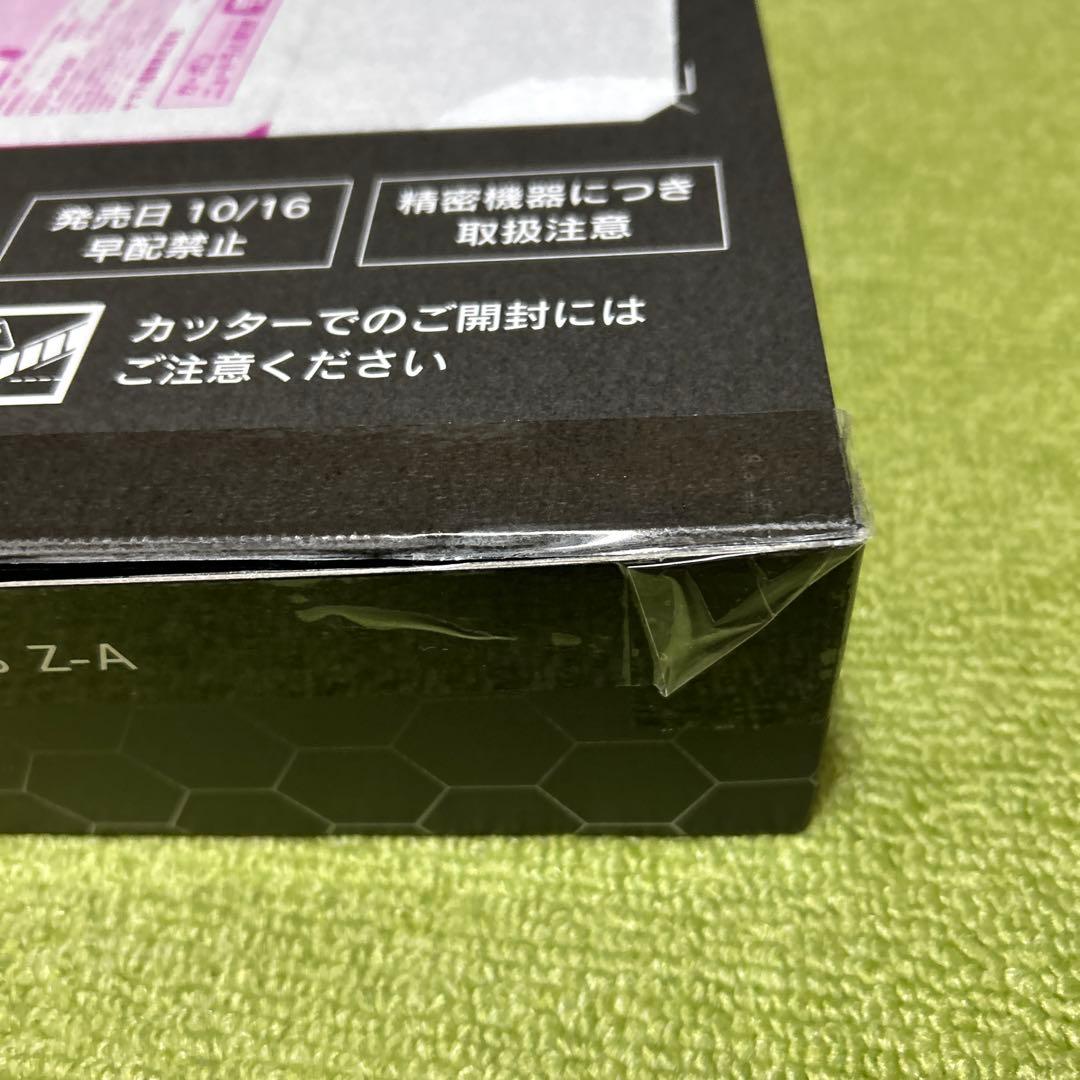 発売日 10/16
早配禁止
精密機器につき
取扱注意
カッターでのご開封には
ご注意ください
Z-A